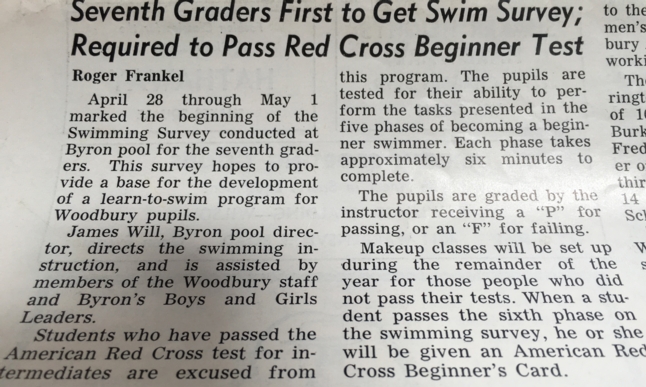 Seventh Graders First to Get Swim Survey;
Required to Pass Red Cross Beginner Test
Roger Frankel
April 28 through May 1
marked the beginning of the
Swimming Survey conducted at
Byron pool for the seventh grad-
ers. This survey hopes to pro-
vide a base for the development
of a learn-to-swim program for
Woodbury pupils.
James Will, Byron pool direc-
tor, directs the swimming in-
struction, and is assisted by
members of the Woodbury staff
and Byron's Boys and Girls
Leaders.
Students who have passed the
American Red Cross test for in-
termediates are excused from
this program. The pupils are
tested for their ability to per-
form the tasks presented in the
five phases of becoming a begin-
ner swimmer. Each phase takes
approximately six minutes to
complete.
The pupils are graded by the
instructor receiving a "P" for
passing, or an "F" for failing.
Makeup classes will be set up
during the remainder of the
year for those people who did
not pass their tests. When a stu-
dent passes the sixth phase on
the swimming survey, he or she
will be given an American Red
Cross Beginner's Card.
to the
men's
bury
worki
Th
ringt
of 1
Burk
Fred
er o
thir
14
Sc